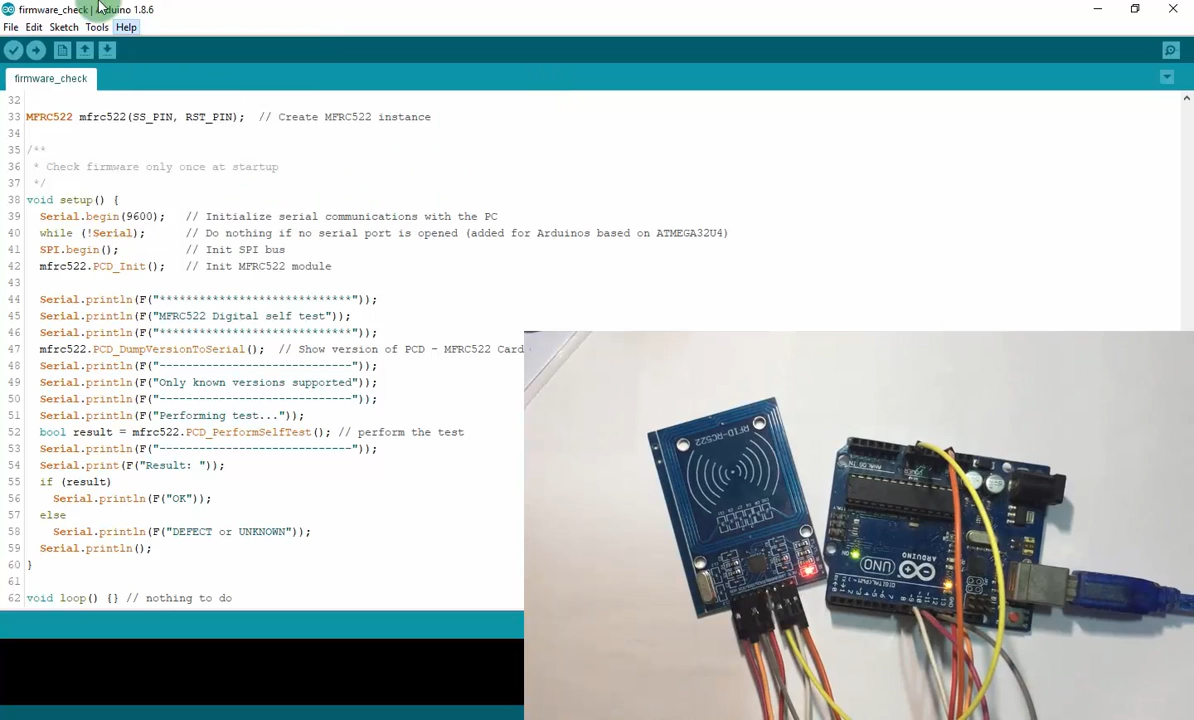 firmware_check | Arduino 1.8.6
File Edit Sketch Tools Help
firmware_check
32
33 MFRC522 mfrc522(SS_PIN, RST_PIN);  // Create MFRC522 instance
34
35 /**
36  * Check firmware only once at startup
37  */
38 void setup() {
39   Serial.begin(9600);   // Initialize serial communications with the PC
40   while (!Serial);      // Do nothing if no serial port is opened (added for Arduinos based on ATMEGA32U4)
41   SPI.begin();          // Init SPI bus
42   mfrc522.PCD_Init();   // Init MFRC522 module
43
44   Serial.println(F("*****************************"));
45   Serial.println(F("MFRC522 Digital self test"));
46   Serial.println(F("*****************************"));
47   mfrc522.PCD_DumpVersionToSerial();  // Show version of PCD - MFRC522 Card
48   Serial.println(F("-----------------------------"));
49   Serial.println(F("Only known versions supported"));
50   Serial.println(F("-----------------------------"));
51   Serial.println(F("Performing test..."));
52   bool result = mfrc522.PCD_PerformSelfTest(); // perform the test
53   Serial.println(F("-----------------------------"));
54   Serial.print(F("Result: "));
55   if (result)
56     Serial.println(F("OK"));
57   else
58     Serial.println(F("DEFECT or UNKNOWN"));
59   Serial.println();
60 }
61
62 void loop() {} // nothing to do
RFID-RC522
UNO
ARDUINO
ON